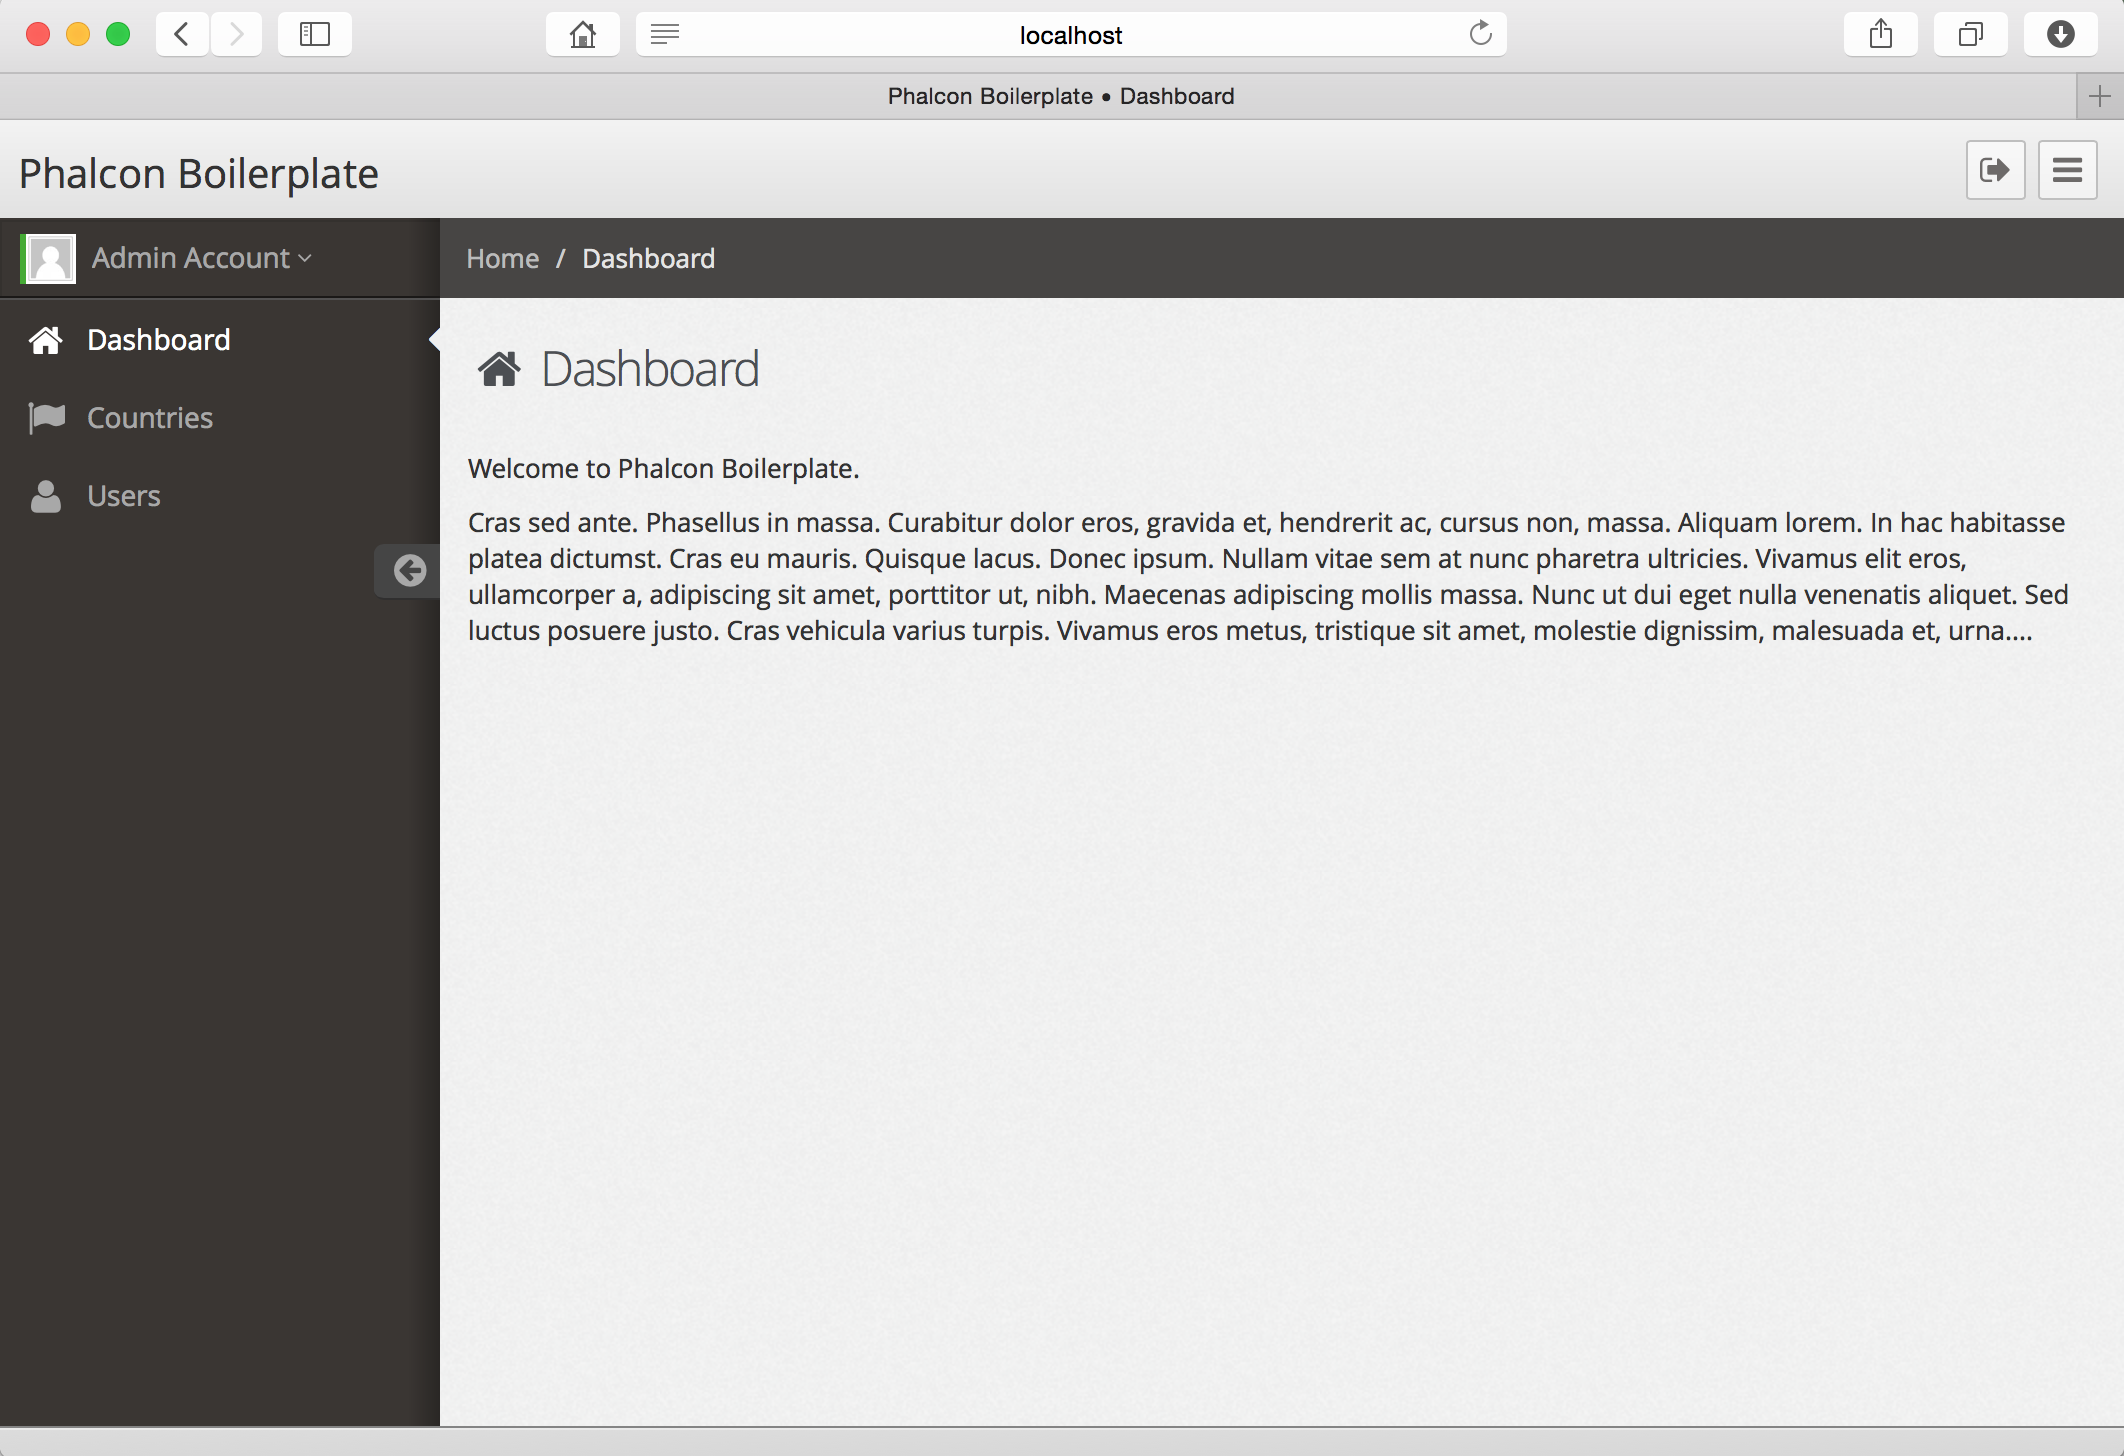 localhost
Phalcon Boilerplate • Dashboard
Phalcon Boilerplate
Admin Account
Home / Dashboard
Dashboard
Countries
Users
Dashboard
Welcome to Phalcon Boilerplate.
Cras sed ante. Phasellus in massa. Curabitur dolor eros, gravida et, hendrerit ac, cursus non, massa. Aliquam lorem. In hac habitasse
platea dictumst. Cras eu mauris. Quisque lacus. Donec ipsum. Nullam vitae sem at nunc pharetra ultricies. Vivamus elit eros,
ullamcorper a, adipiscing sit amet, porttitor ut, nibh. Maecenas adipiscing mollis massa. Nunc ut dui eget nulla venenatis aliquet. Sed
luctus posuere justo. Cras vehicula varius turpis. Vivamus eros metus, tristique sit amet, molestie dignissim, malesuada et, urna....